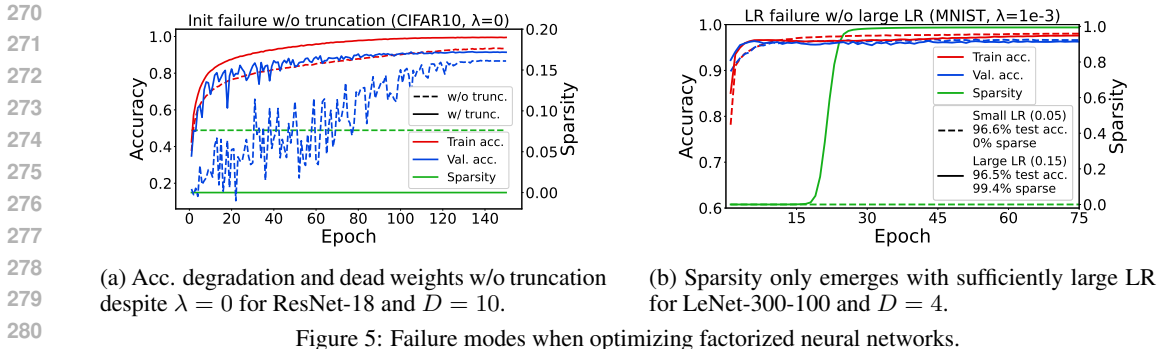 270
271
272
273
274
275
276
277
278
279
280
Init failure w/o truncation (CIFAR10, λ=0)
Accuracy
1.0
0.8
0.6
0.4
0.2
0.20
0.15
0.10
0.05
0.00
Sparsity
w/o trunc.
w/ trunc.
Train acc.
Val. acc.
Sparsity
1 20 40 60 80 100 120 140
Epoch
(a) Acc. degradation and dead weights w/o truncation
despite λ = 0 for ResNet-18 and D = 10.
LR failure w/o large LR (MNIST, λ=1e-3)
Accuracy
1.0
0.9
0.8
0.7
0.6
1.0
0.8
0.6
0.4
0.2
0.0
Sparsity
Train acc.
Val. acc.
Sparsity
Small LR (0.05)
96.6% test acc.
0% sparse
Large LR (0.15)
96.5% test acc.
99.4% sparse
15 30 45 60 75
Epoch
(b) Sparsity only emerges with sufficiently large LR
for LeNet-300-100 and D = 4.
Figure 5: Failure modes when optimizing factorized neural networks.